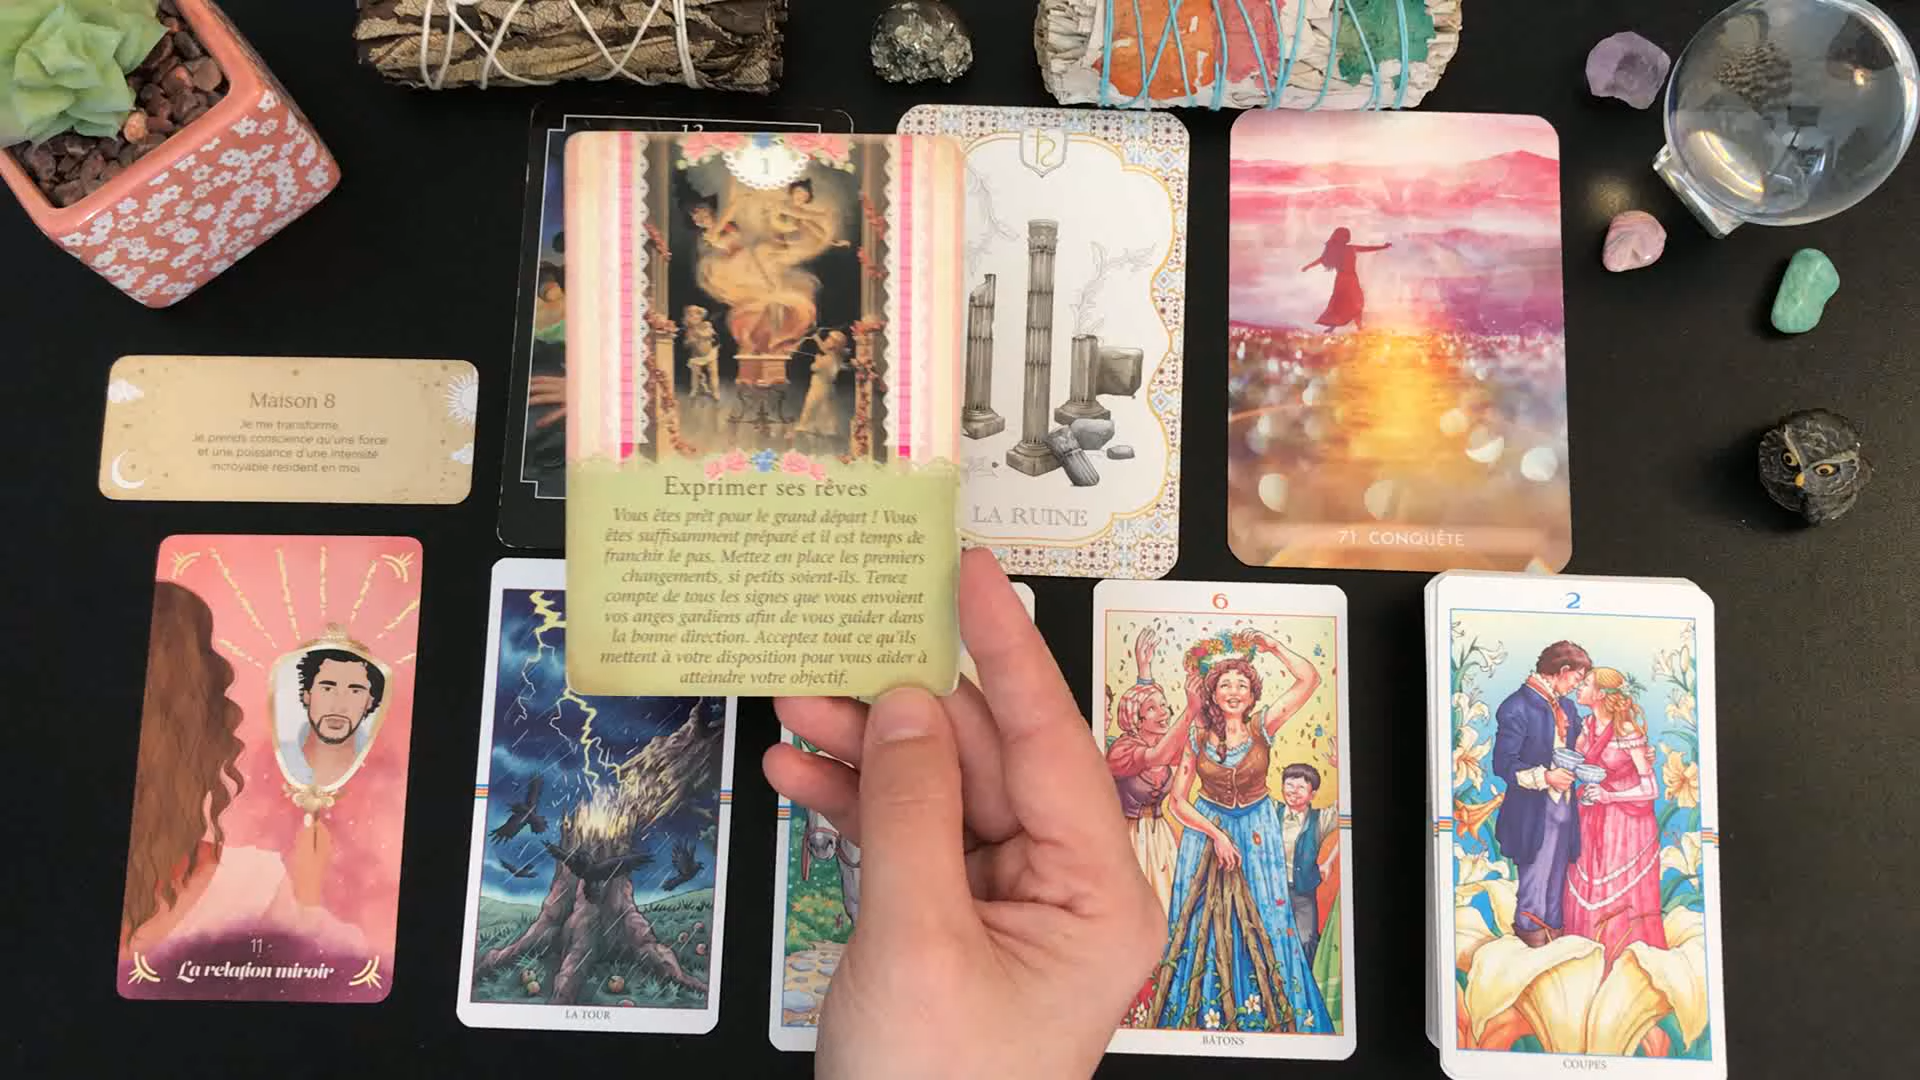 13
1
Exprimer ses rêves
Vous êtes prêt pour le grand départ ! Vous
êtes suffisamment préparé et il est temps de
franchir le pas. Mettez en place les premiers
changements, si petits soient-ils. Tenez
compte de tous les signes que vous envoient
vos anges gardiens afin de vous guider dans
la bonne direction. Acceptez tout ce qu'ils
mettent à votre disposition pour vous aider à
atteindre votre objectif.
LA RUINE
71. CONQUÊTE
Maison 8
Je me transforme.
Je prends conscience qu'une force
et une puissance d'une intensité
incroyable résident en moi
11
La relation miroir
LA TOUR
6
BÂTONS
2
COUPES